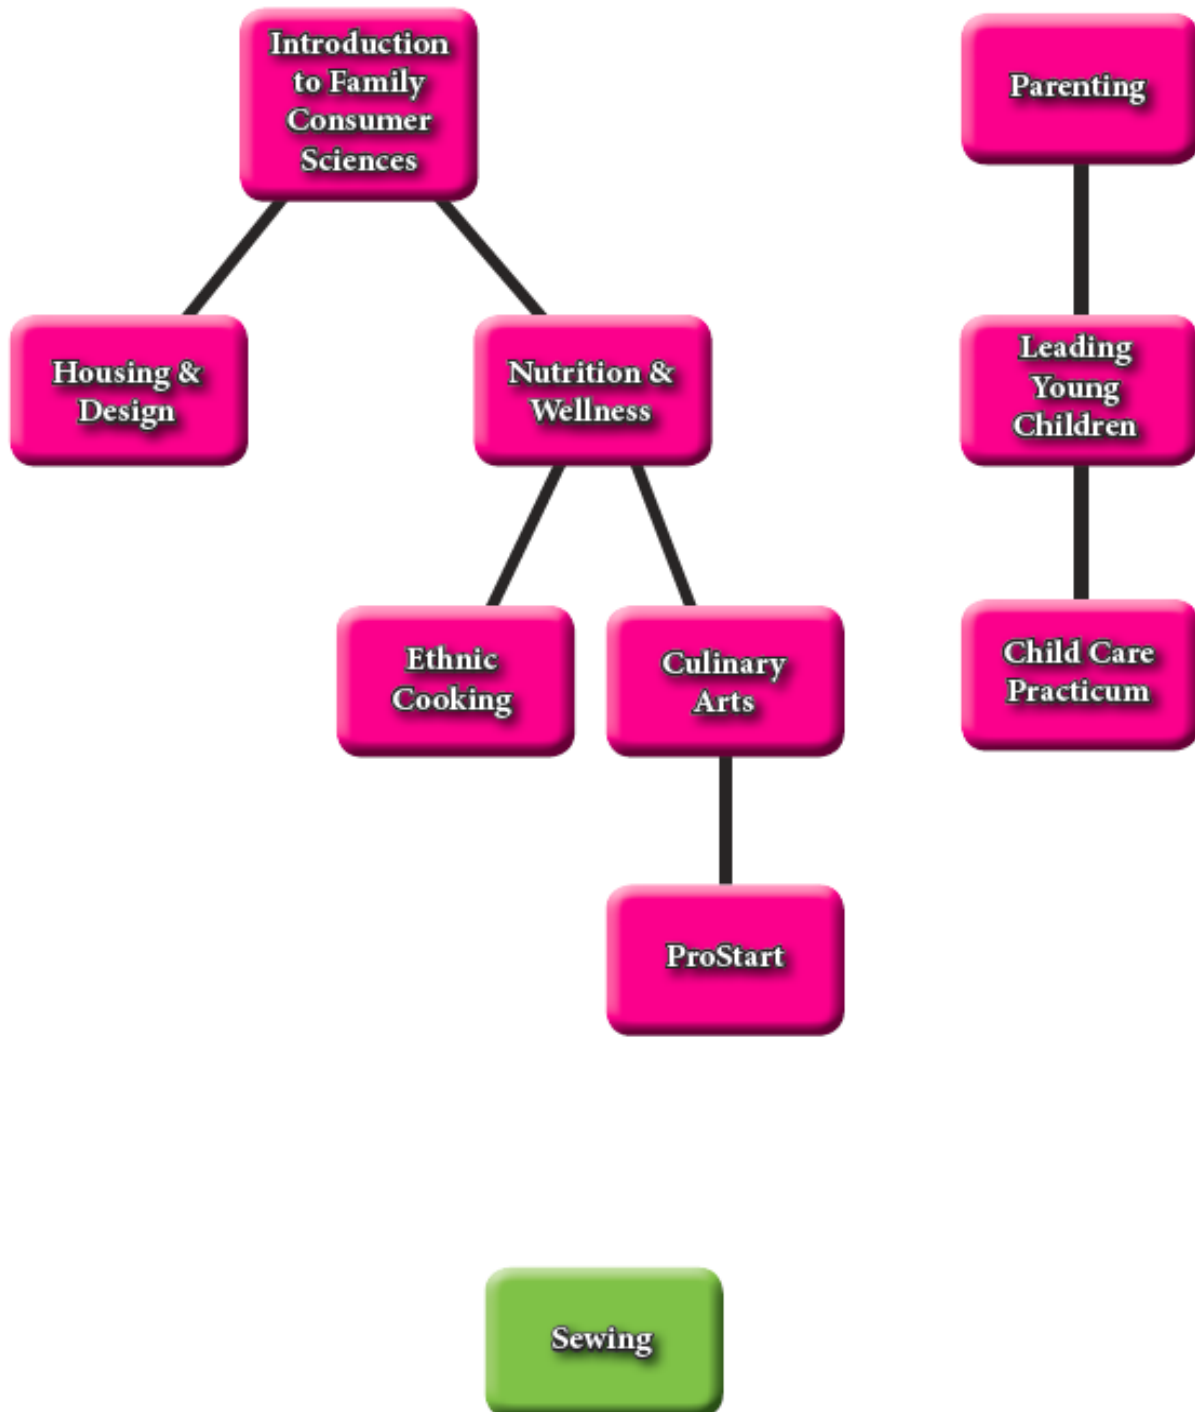 Introduction
to Family
Consumer
Sciences
Parenting
Housing &
Design
Nutrition &
Wellness
Leading
Young
Children
Ethnic
Cooking
Culinary
Arts
Child Care
Practicum
ProStart
Sewing